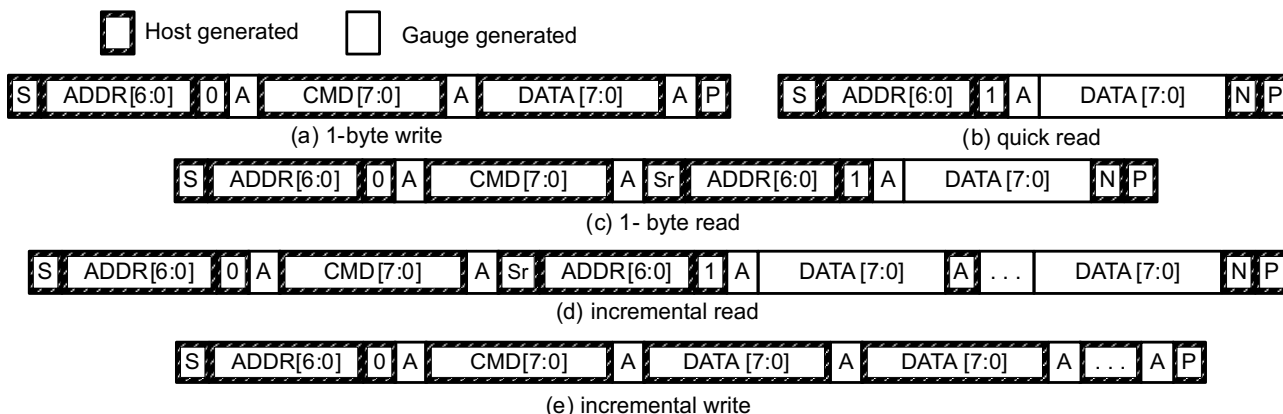 Host generated Gauge generated
S ADDR[6:0] 0 A CMD[7:0] A DATA [7:0] A P S ADDR[6:0] 1 A DATA [7:0] N P
(a) 1-byte write (b) quick read
S ADDR[6:0] 0 A CMD[7:0] A Sr ADDR[6:0] 1 A DATA [7:0] N P
(c) 1- byte read
S ADDR[6:0] 0 A CMD[7:0] A Sr ADDR[6:0] 1 A DATA [7:0] A . . . DATA [7:0] N P
(d) incremental read
S ADDR[6:0] 0 A CMD[7:0] A DATA [7:0] A DATA [7:0] A . . . A P
(e) incremental write